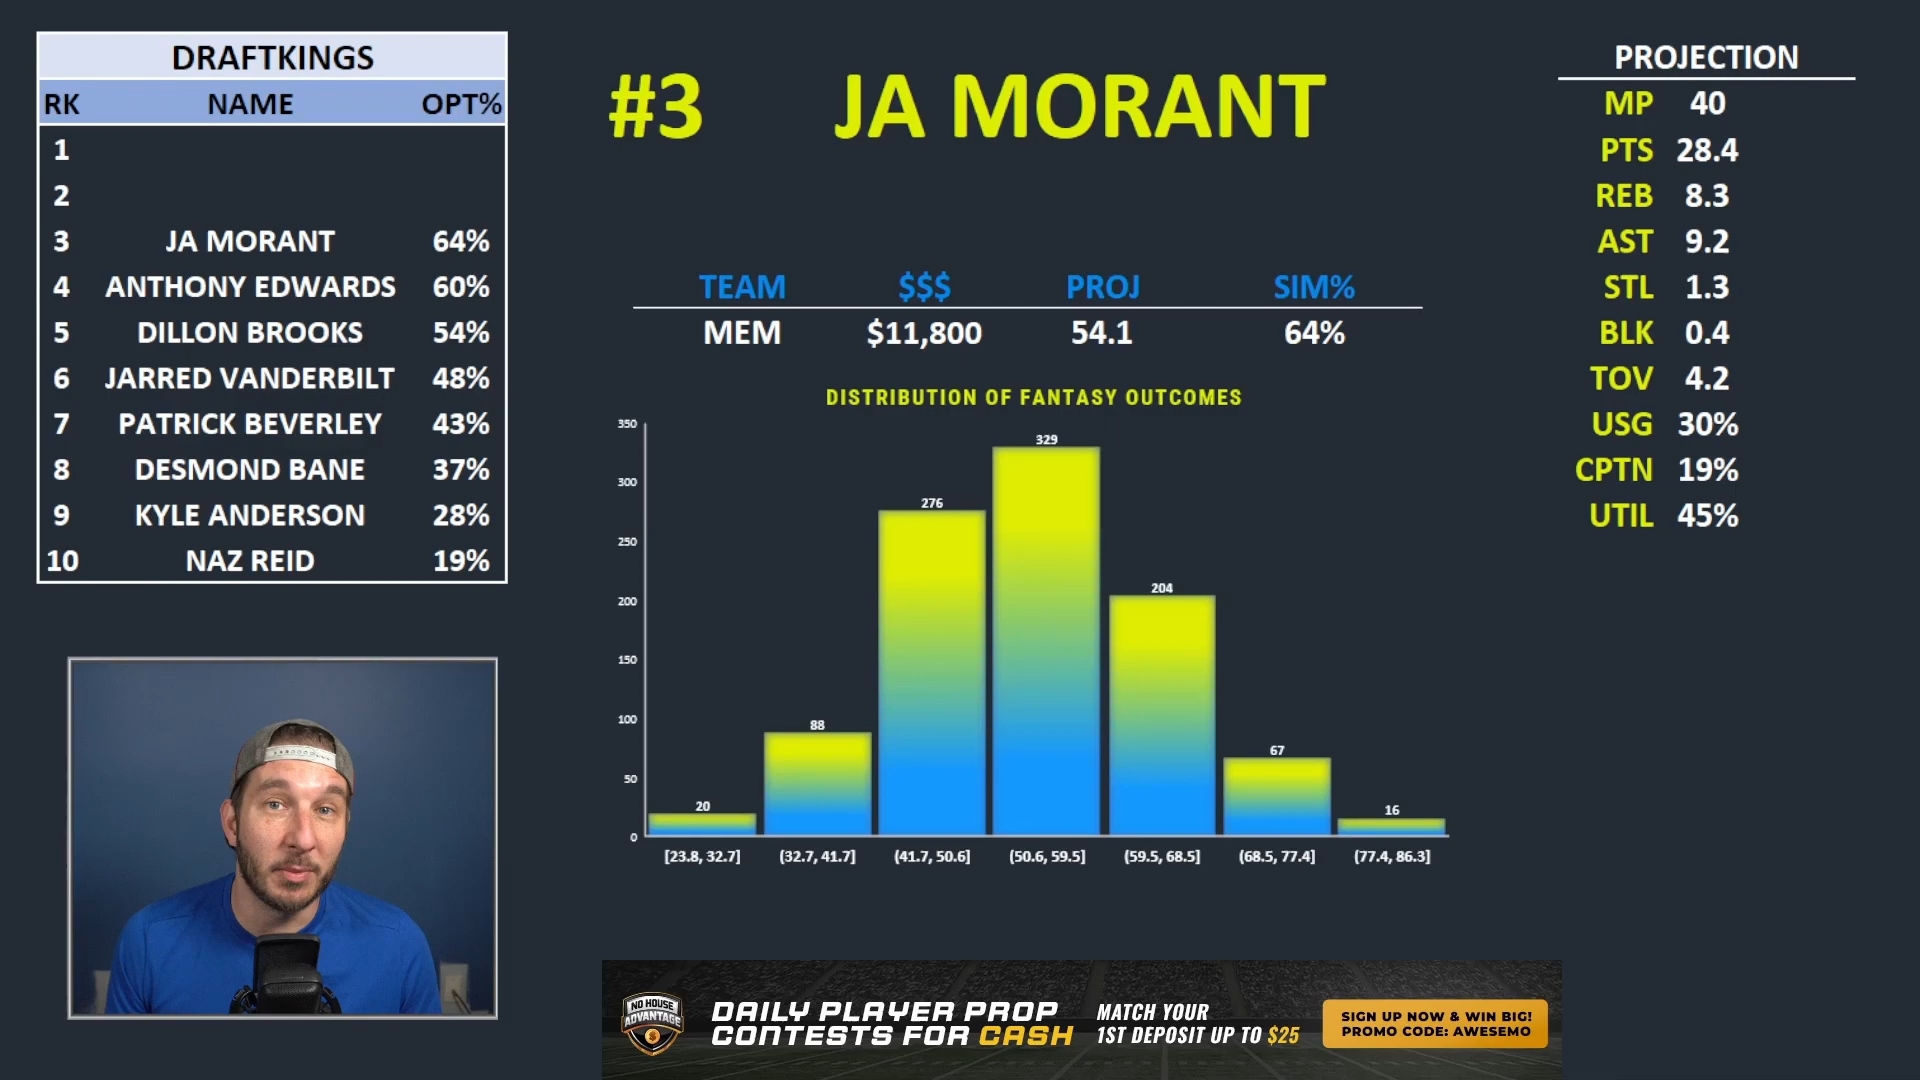 DRAFTKINGS
RK NAME OPT%
1
2
3 JA MORANT 64%
4 ANTHONY EDWARDS 60%
5 DILLON BROOKS 54%
6 JARRED VANDERBILT 48%
7 PATRICK BEVERLEY 43%
8 DESMOND BANE 37%
9 KYLE ANDERSON 28%
10 NAZ REID 19%
#3 JA MORANT
TEAM $$$ PROJ SIM%
MEM $11,800 54.1 64%
DISTRIBUTION OF FANTASY OUTCOMES
350
300
250
200
150
100
50
0
20
88
276
329
204
67
16
[23.8, 32.7] (32.7, 41.7] (41.7, 50.6] (50.6, 59.5] (59.5, 68.5] (68.5, 77.4] (77.4, 86.3]
PROJECTION
MP 40
PTS 28.4
REB 8.3
AST 9.2
STL 1.3
BLK 0.4
TOV 4.2
USG 30%
CPTN 19%
UTIL 45%
NO HOUSE
ADVANTAGE
DAILY PLAYER PROP
CONTESTS FOR CASH
MATCH YOUR
1ST DEPOSIT UP TO $25
SIGN UP NOW & WIN BIG!
PROMO CODE: AWESEMO